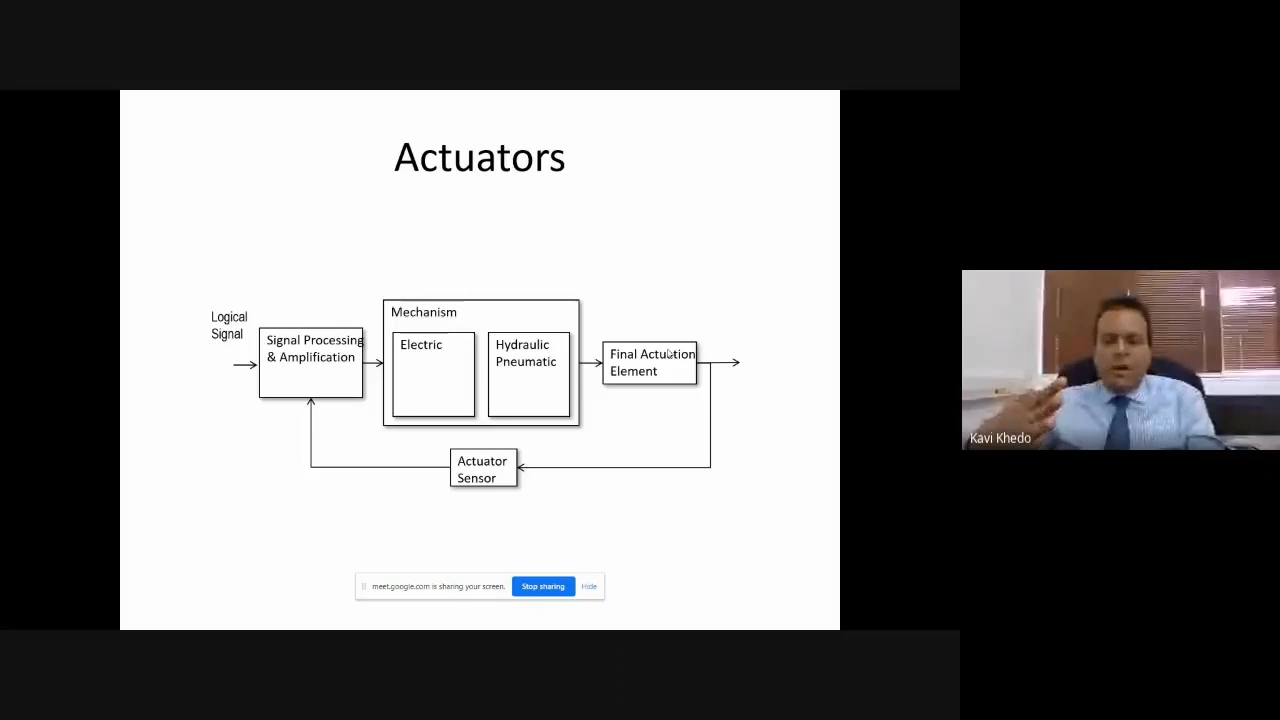 Actuators
Logical
Signal
Signal Processing
& Amplification
Mechanism
Electric
Hydraulic
Pneumatic
Final Actuation
Element
Actuator
Sensor
meet.google.com is sharing your screen.
Stop sharing
Hide
Kavi Khedo